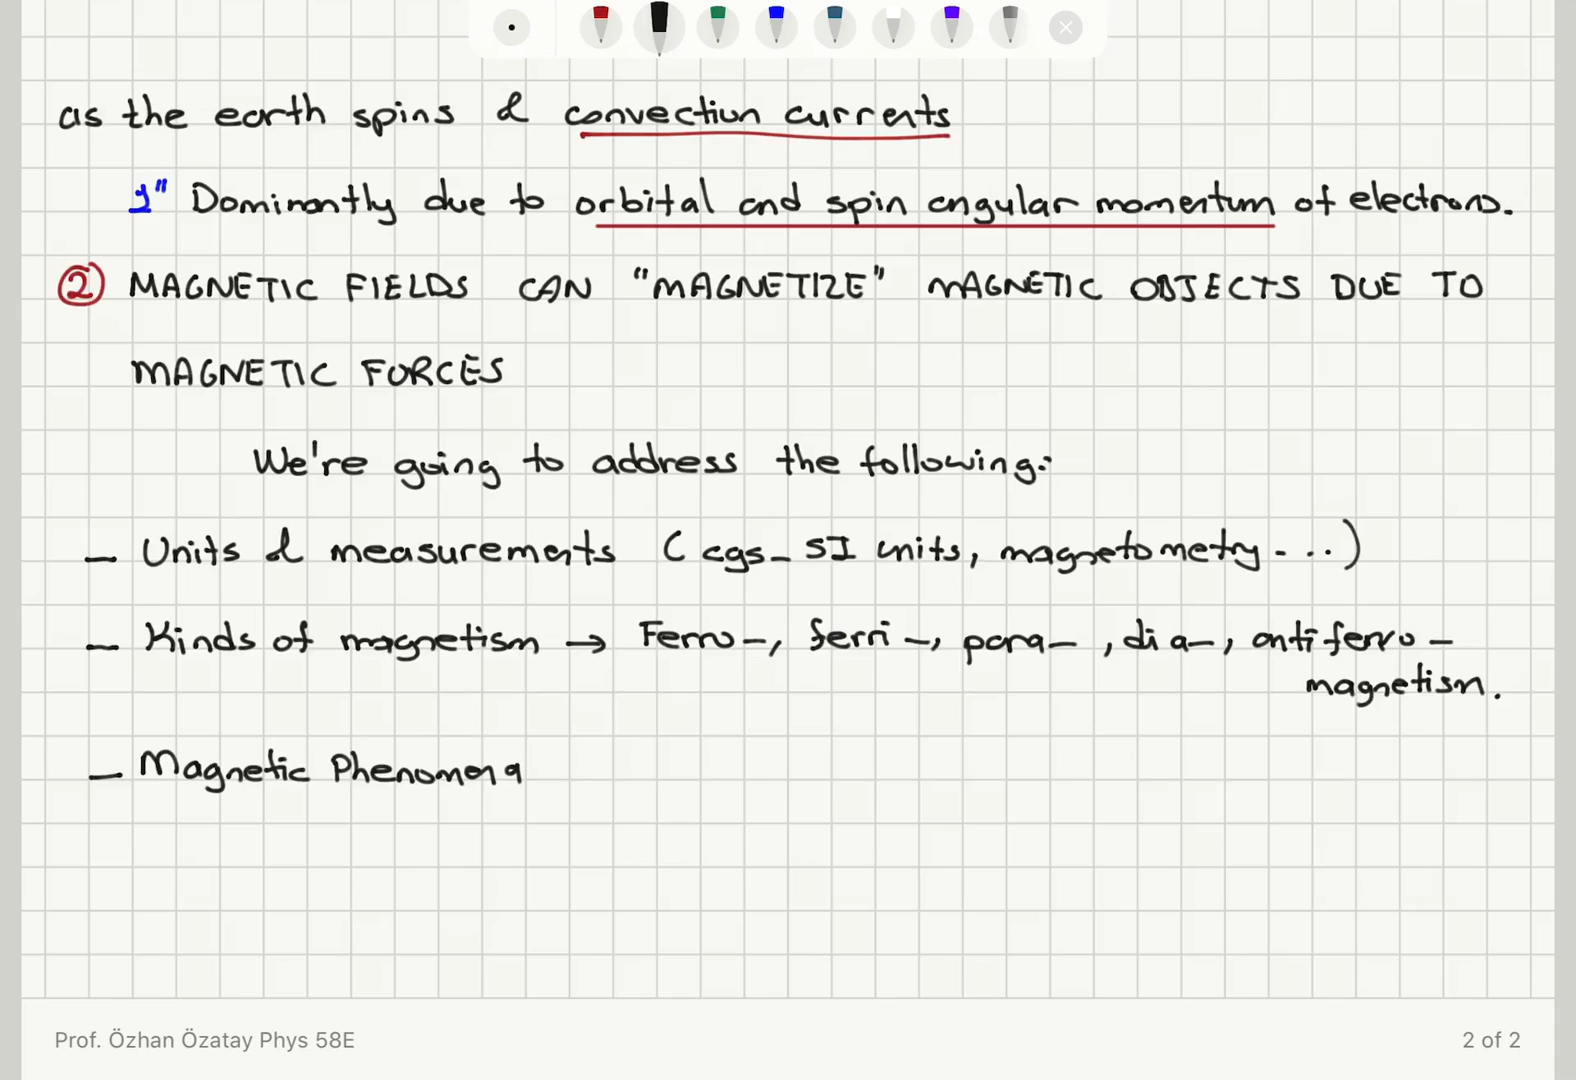 as the earth spins & convection currents
1" Dominantly due to orbital and spin angular momentum of electrons.
② MAGNETIC FIELDS CAN "MAGNETIZE" MAGNETIC OBJECTS DUE TO
MAGNETIC FORCES
We're going to address the following:
- Units & measurements (cgs - SI units, magnetometry - ...)
- Kinds of magnetism → Ferro-, ferri-, para-, dia-, antiferro-
magnetism.
- Magnetic Phenomena
Prof. Özhan Özatay Phys 58E
2 of 2